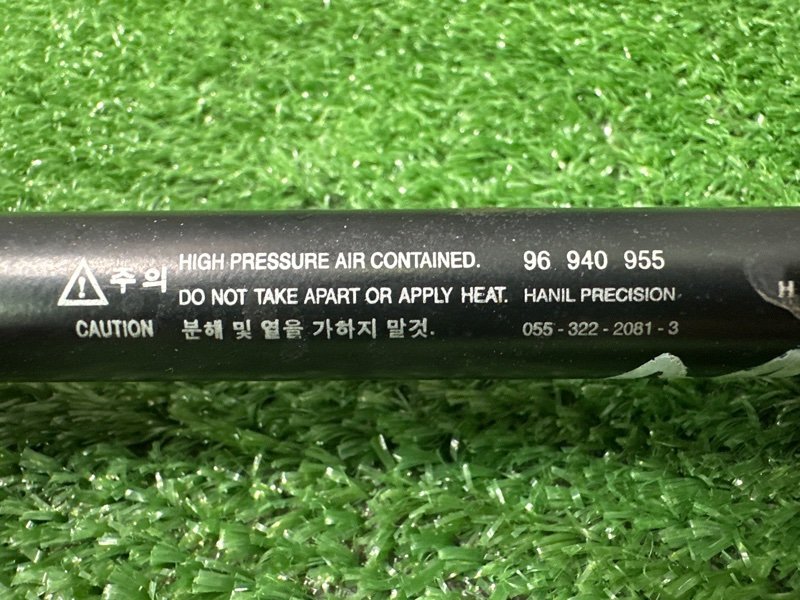 HIGH PRESSURE AIR CONTAINED. 96 940 955
주의
DO NOT TAKE APART OR APPLY HEAT. HANIL PRECISION
CAUTION 분해 및 열을 가하지 말것. 055-322-2081-3
H